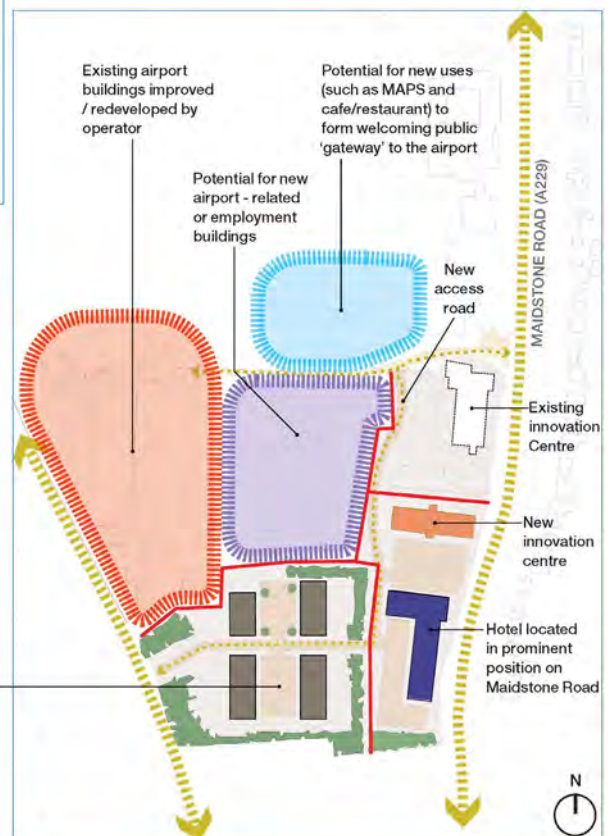 Existing airport
buildings improved
/ redeveloped by
operator
Potential for new uses
(such as MAPS and
cafe/restaurant) to
form welcoming public
'gateway' to the airport
Potential for new
airport - related
or employment
buildings
New
access
road
MAIDSTONE ROAD (A229)
Existing
innovation
Centre
New
innovation
centre
Hotel located
in prominent
position on
Maidstone Road
N